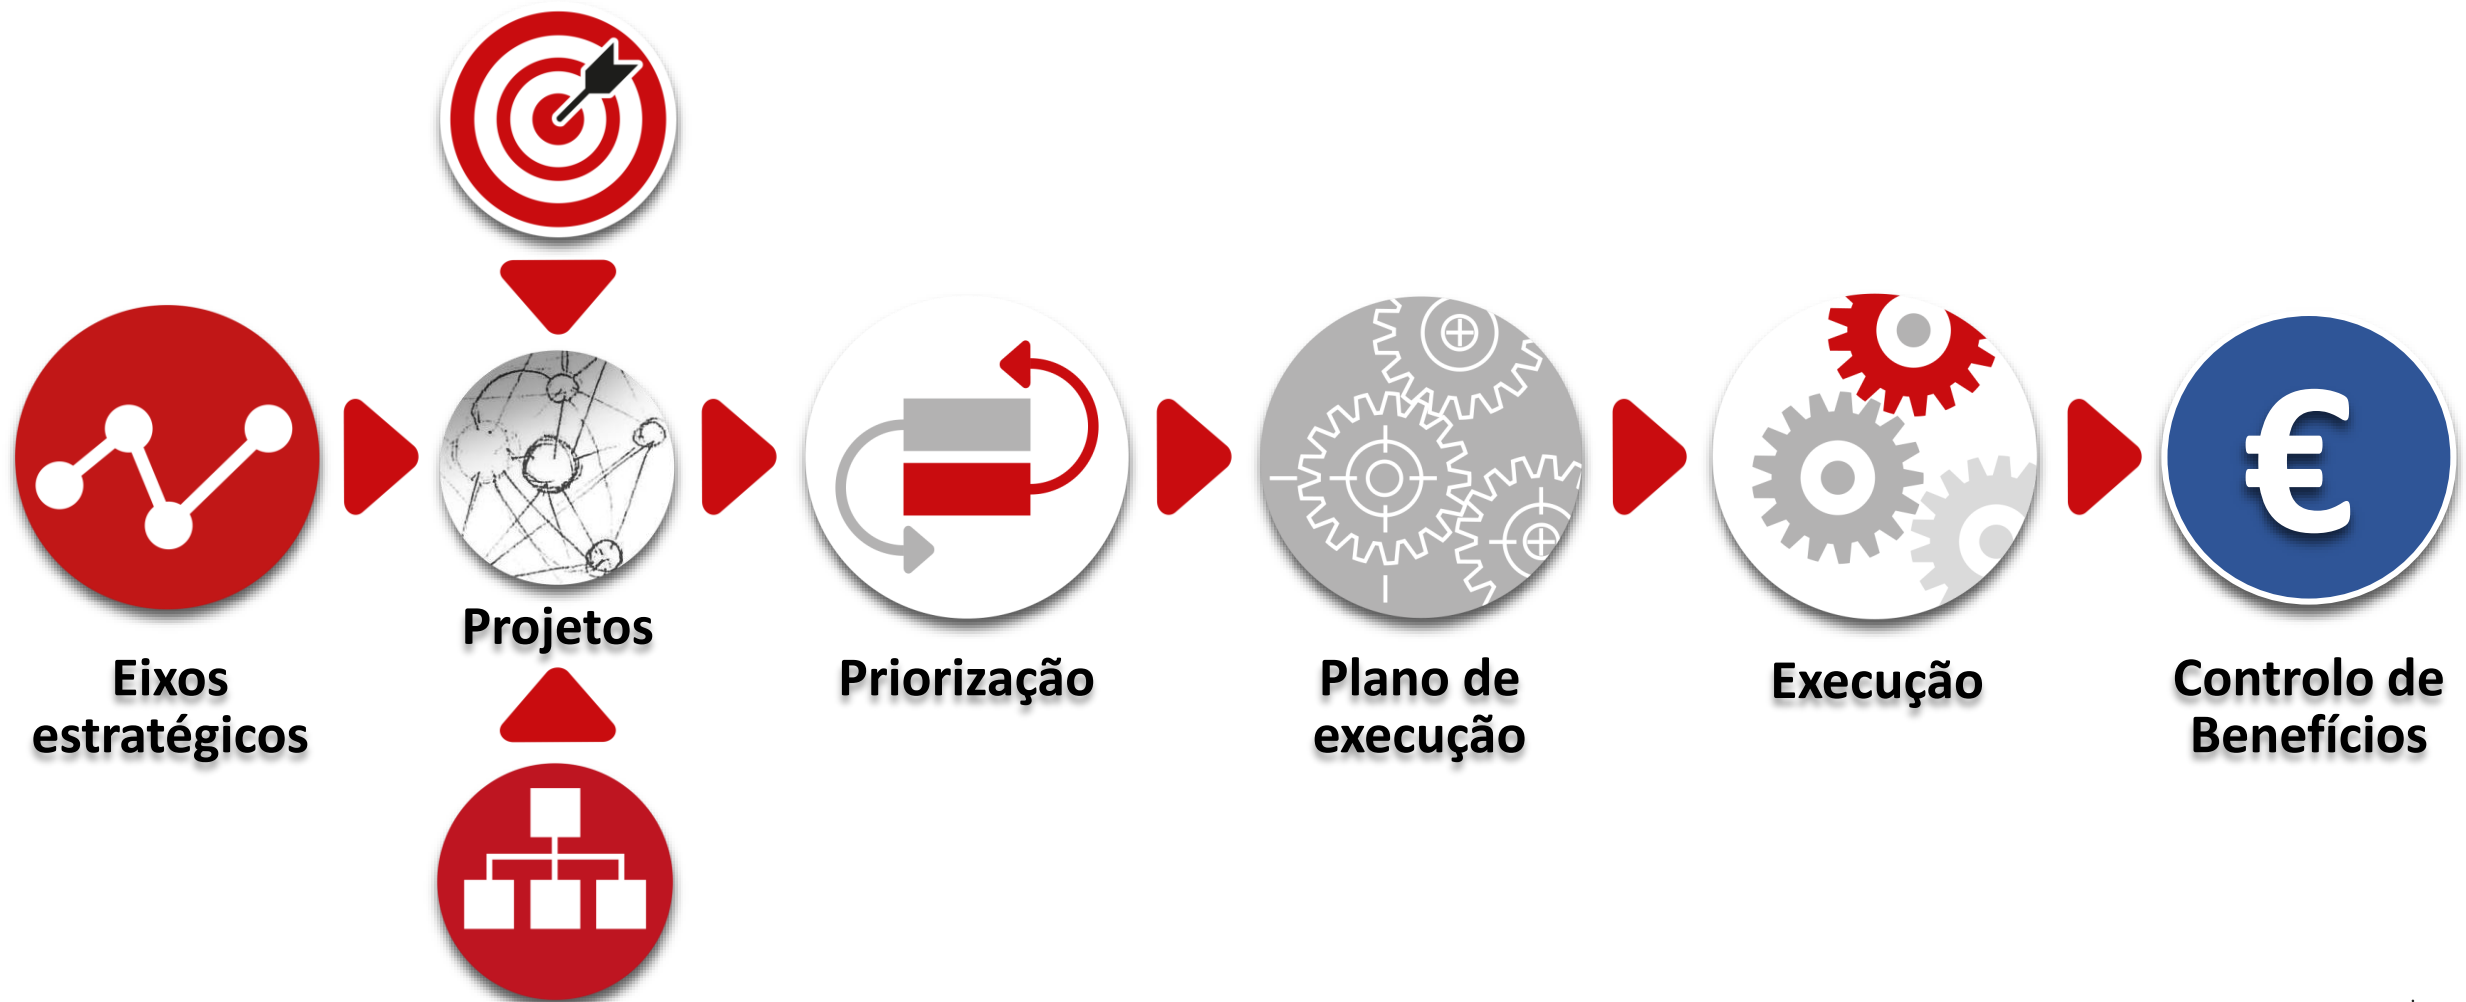 Projetos
Eixos
estratégicos
Priorização
Plano de
execução
Execução
Controlo de
Benefícios
€